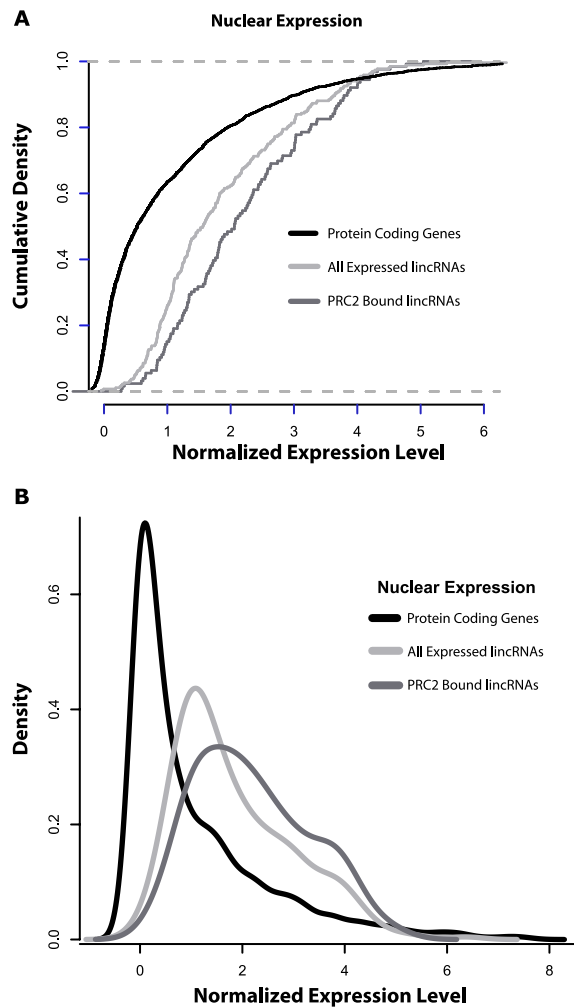 A
Nuclear Expression
Cumulative Density
1.0
0.8
0.6
0.4
0.2
0.0
Protein Coding Genes
All Expressed lincRNAs
PRC2 Bound lincRNAs
0 1 2 3 4 5 6
Normalized Expression Level
B
Density
0.6
0.4
0.2
0.0
Nuclear Expression
Protein Coding Genes
All Expressed lincRNAs
PRC2 Bound lincRNAs
0 2 4 6 8
Normalized Expression Level